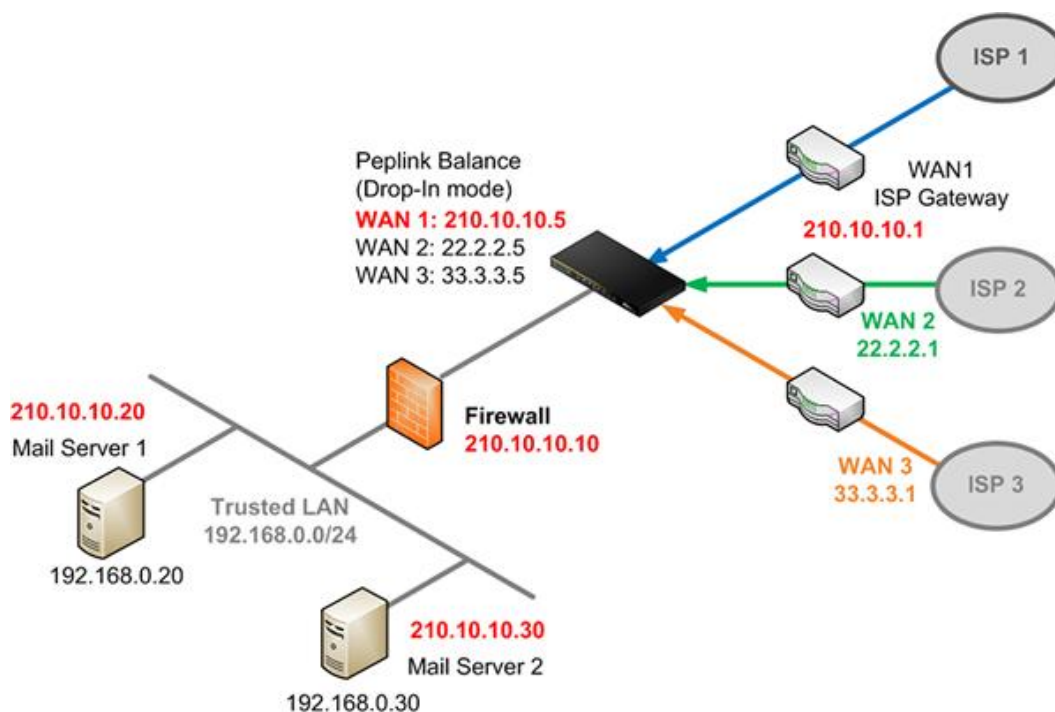 ISP 1
Peplink Balance
(Drop-In mode)
WAN 1: 210.10.10.5
WAN 2: 22.2.2.5
WAN 3: 33.3.3.5
WAN1
ISP Gateway
210.10.10.1
ISP 2
WAN 2
22.2.2.1
210.10.10.20
Mail Server 1
Firewall
210.10.10.10
WAN 3
33.3.3.1
ISP 3
Trusted LAN
192.168.0.0/24
192.168.0.20
210.10.10.30
Mail Server 2
192.168.0.30